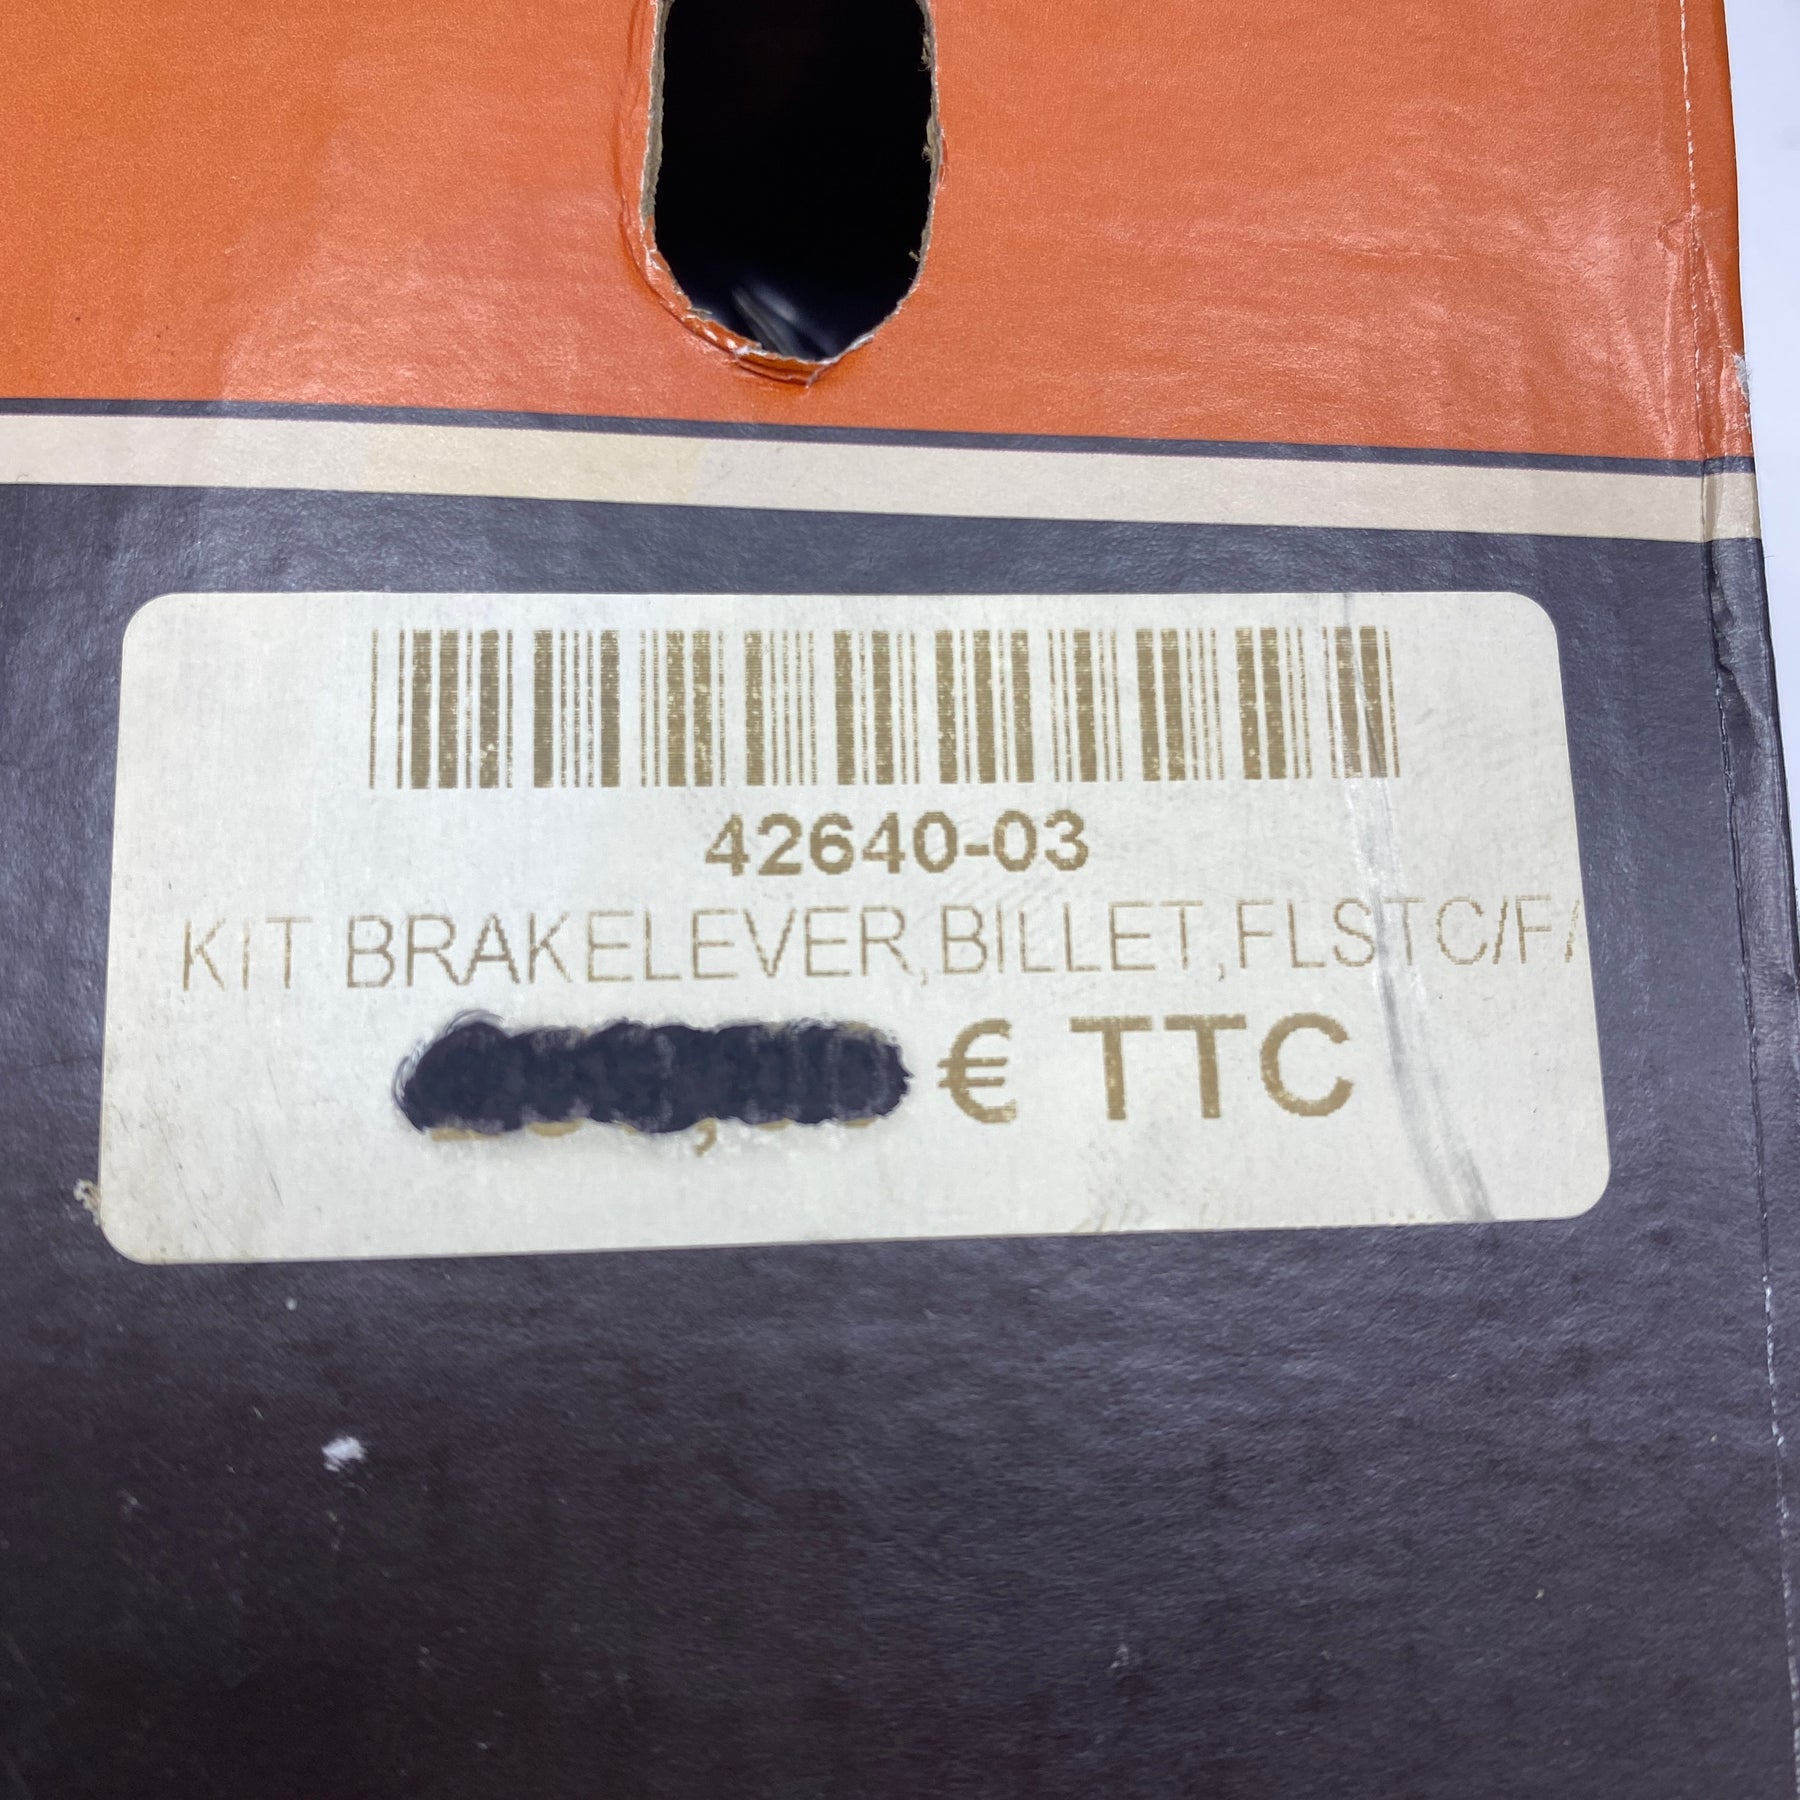 42640-03
KIT BRAKELEVER,BILLET,FLSTC/F/
€ TTC